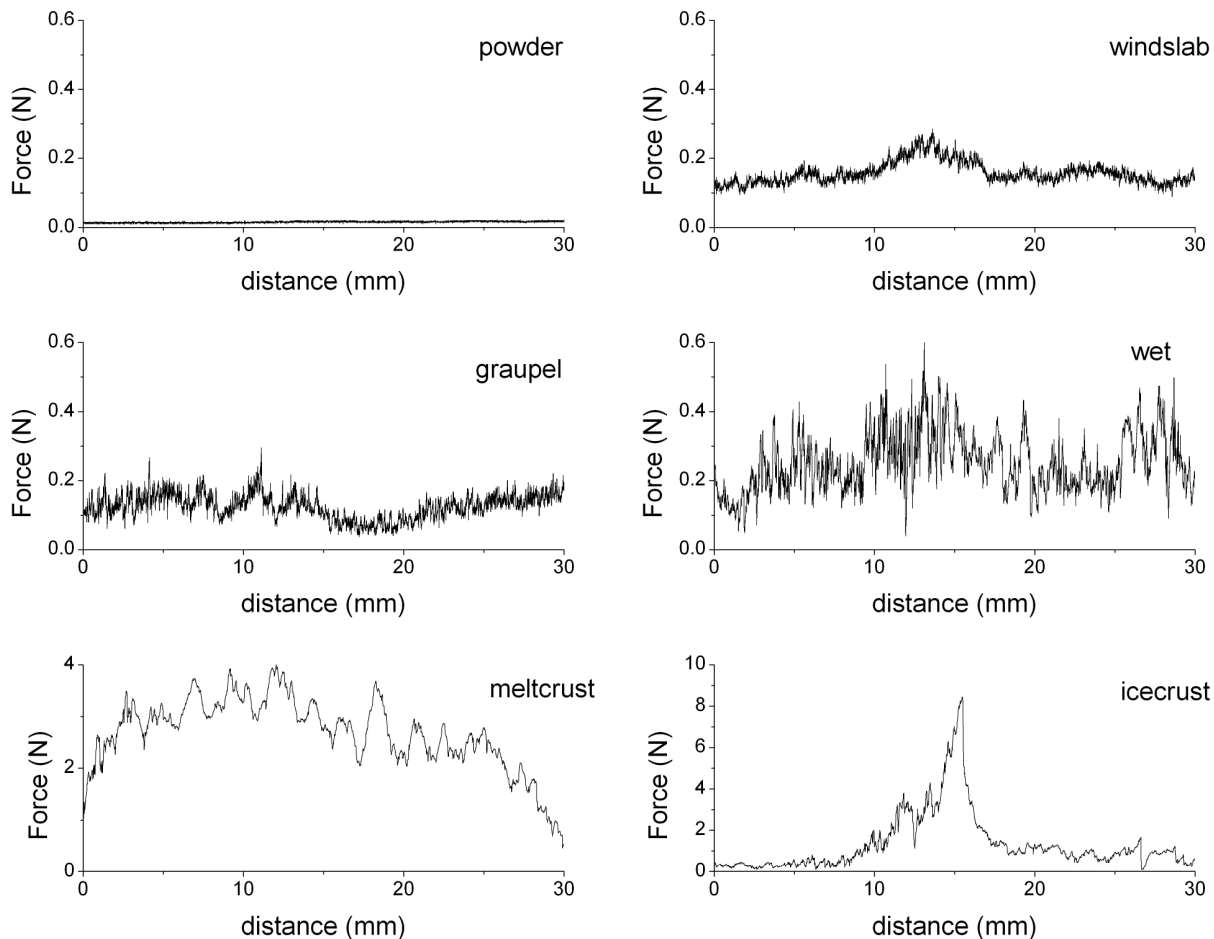 0.6
powder
0.4
0.2
0.0
Force (N)
0 10 20 30
distance (mm)
0.6
windslab
0.4
0.2
0.0
Force (N)
0 10 20 30
distance (mm)
0.6
graupel
0.4
0.2
0.0
Force (N)
0 10 20 30
distance (mm)
0.6
wet
0.4
0.2
0.0
Force (N)
0 10 20 30
distance (mm)
4
meltcrust
2
0
Force (N)
0 10 20 30
distance (mm)
10
icecrust
8
6
4
2
0
Force (N)
0 10 20 30
distance (mm)